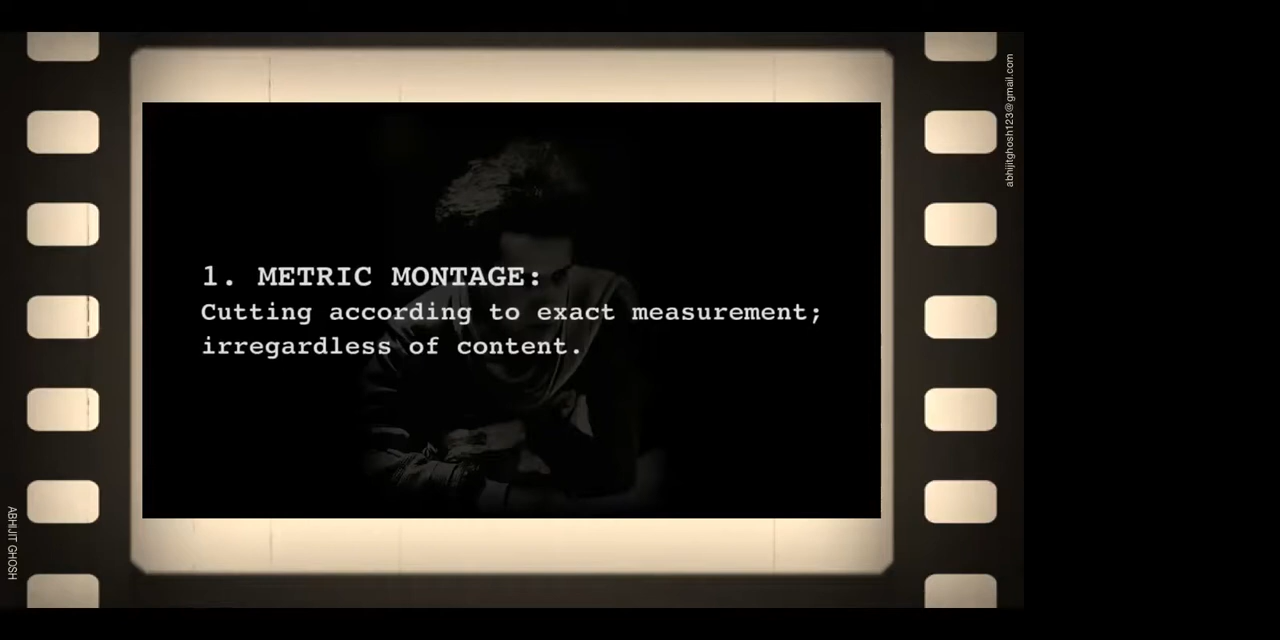 abhijitghosh123@gmail.com
1. METRIC MONTAGE:
Cutting according to exact measurement;
irregardless of content.
ABHIJIT GHOSH